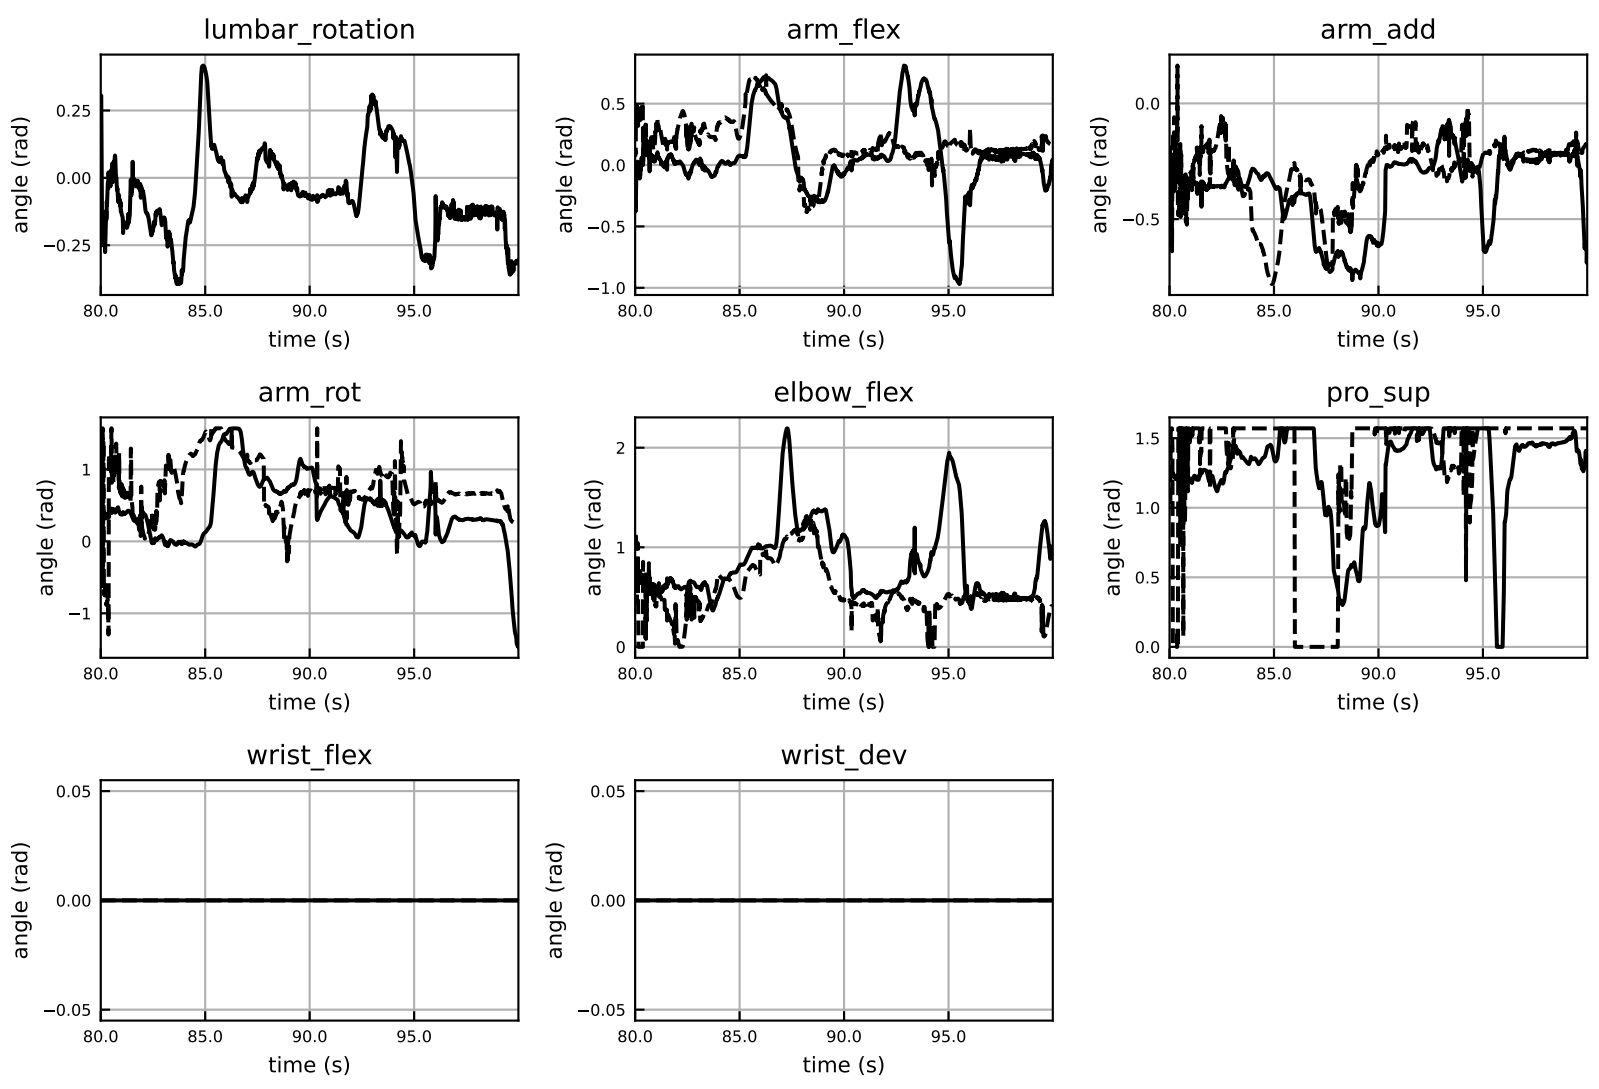 lumbar_rotation
angle (rad)
0.25
0.00
−0.25
80.0 85.0 90.0 95.0
time (s)
arm_flex
angle (rad)
0.5
0.0
−0.5
−1.0
80.0 85.0 90.0 95.0
time (s)
arm_add
angle (rad)
0.0
−0.5
80.0 85.0 90.0 95.0
time (s)
arm_rot
angle (rad)
1
0
−1
80.0 85.0 90.0 95.0
time (s)
elbow_flex
angle (rad)
2
1
0
80.0 85.0 90.0 95.0
time (s)
pro_sup
angle (rad)
1.5
1.0
0.5
0.0
80.0 85.0 90.0 95.0
time (s)
wrist_flex
angle (rad)
0.05
0.00
−0.05
80.0 85.0 90.0 95.0
time (s)
wrist_dev
angle (rad)
0.05
0.00
−0.05
80.0 85.0 90.0 95.0
time (s)